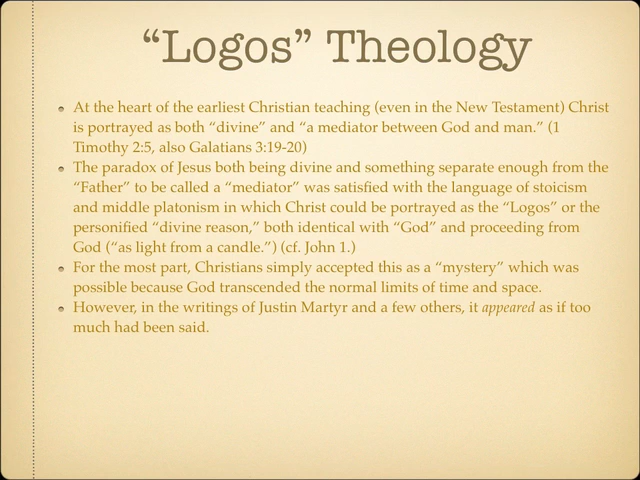 “Logos” Theology
At the heart of the earliest Christian teaching (even in the New Testament) Christ
is portrayed as both “divine” and “a mediator between God and man.” (1
Timothy 2:5, also Galatians 3:19-20)
The paradox of Jesus both being divine and something separate enough from the
“Father” to be called a “mediator” was satisfied with the language of stoicism
and middle platonism in which Christ could be portrayed as the “Logos” or the
personified “divine reason,” both identical with “God” and proceeding from
God (“as light from a candle.”) (cf. John 1.)
For the most part, Christians simply accepted this as a “mystery” which was
possible because God transcended the normal limits of time and space.
However, in the writings of Justin Martyr and a few others, it appeared as if too
much had been said.